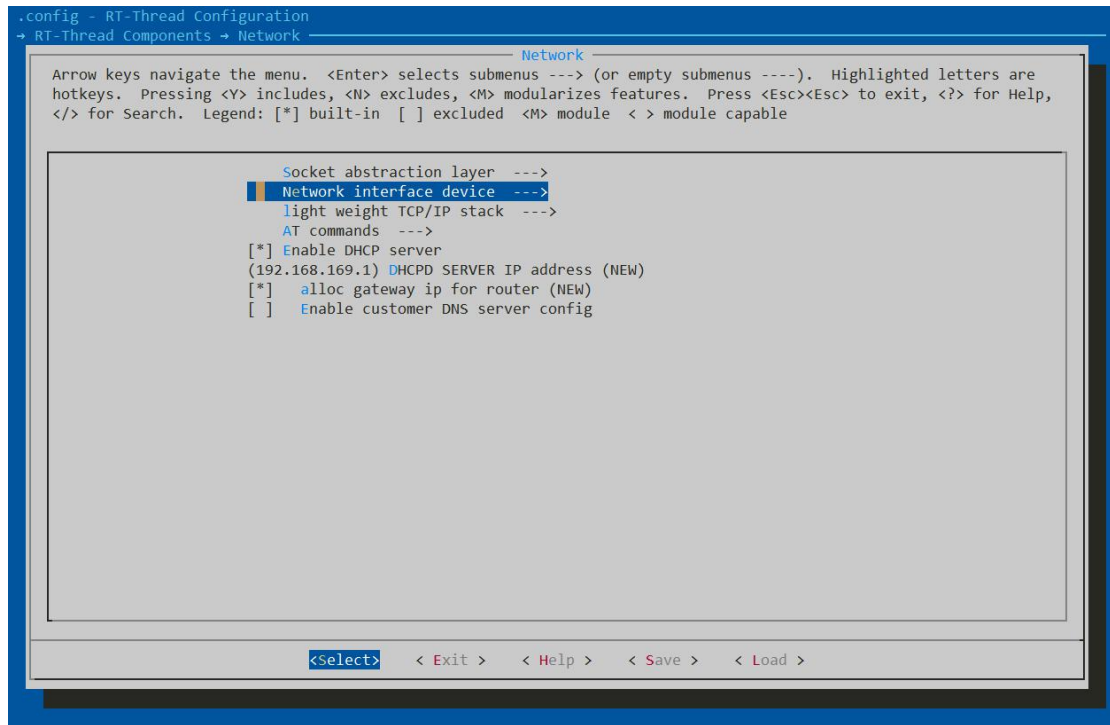 .config - RT-Thread Configuration
→ RT-Thread Components → Network
Network
Arrow keys navigate the menu.  <Enter> selects submenus ---> (or empty submenus ----).  Highlighted letters are
hotkeys.  Pressing <Y> includes, <N> excludes, <M> modularizes features.  Press <Esc><Esc> to exit, <?> for Help,
</> for Search.  Legend: [*] built-in  [ ] excluded  <M> module  < > module capable
Socket abstraction layer  --->
Network interface device  --->
light weight TCP/IP stack  --->
AT commands  --->
[*] Enable DHCP server
(192.168.169.1) DHCPD SERVER IP address (NEW)
[*]   alloc gateway ip for router (NEW)
[ ]   Enable customer DNS server config
<Select>    < Exit >    < Help >    < Save >    < Load >